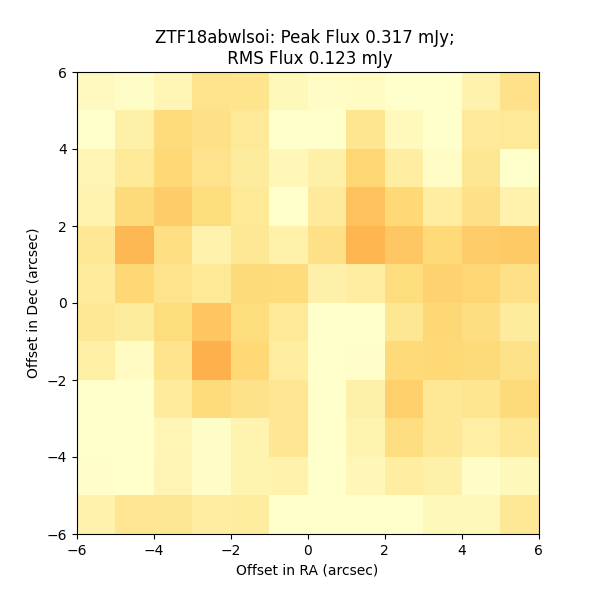 ZTF18abwlsoi: Peak Flux 0.317 mJy;
RMS Flux 0.123 mJy
6
4
2
0
−2
−4
−6
Offset in Dec (arcsec)
−6 −4 −2 0 2 4 6
Offset in RA (arcsec)